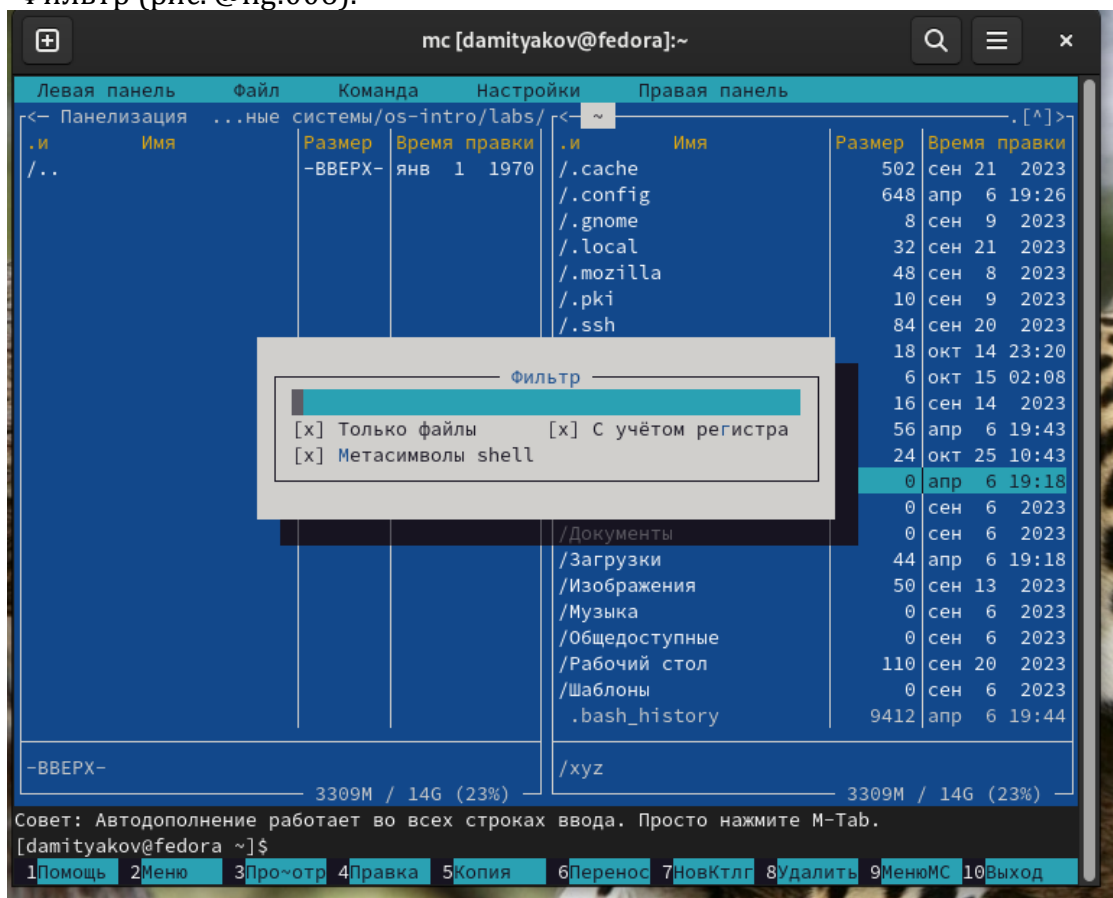 Фильтр (рис. @fig:008).
mc [damityakov@fedora]:~
Левая панель Файл Команда Настройки Правая панель
<— Панелизация ...ные системы/os-intro/labs/
.и Имя Размер Время правки
/.. -ВВЕРХ- янв 1 1970
<— ~ .[^]>
.и Имя Размер Время правки
/.cache 502 сен 21 2023
/.config 648 апр 6 19:26
/.gnome 8 сен 9 2023
/.local 32 сен 21 2023
/.mozilla 48 сен 8 2023
/.pki 10 сен 9 2023
/.ssh 84 сен 20 2023
18 окт 14 23:20
6 окт 15 02:08
16 сен 14 2023
56 апр 6 19:43
24 окт 25 10:43
0 апр 6 19:18
0 сен 6 2023
/Документы 0 сен 6 2023
/Загрузки 44 апр 6 19:18
/Изображения 50 сен 13 2023
/Музыка 0 сен 6 2023
/Общедоступные 0 сен 6 2023
/Рабочий стол 110 сен 20 2023
/Шаблоны 0 сен 6 2023
.bash_history 9412 апр 6 19:44
Фильтр
[x] Только файлы [x] С учётом регистра
[x] Метасимволы shell
-ВВЕРХ-
3309M / 14G (23%)
/xyz
3309M / 14G (23%)
Совет: Автодополнение работает во всех строках ввода. Просто нажмите M-Tab.
[damityakov@fedora ~]$
1Помощь 2Меню 3Про~отр 4Правка 5Копия 6Перенос 7НовКтлг 8Удалить 9МенюMC 10Выход